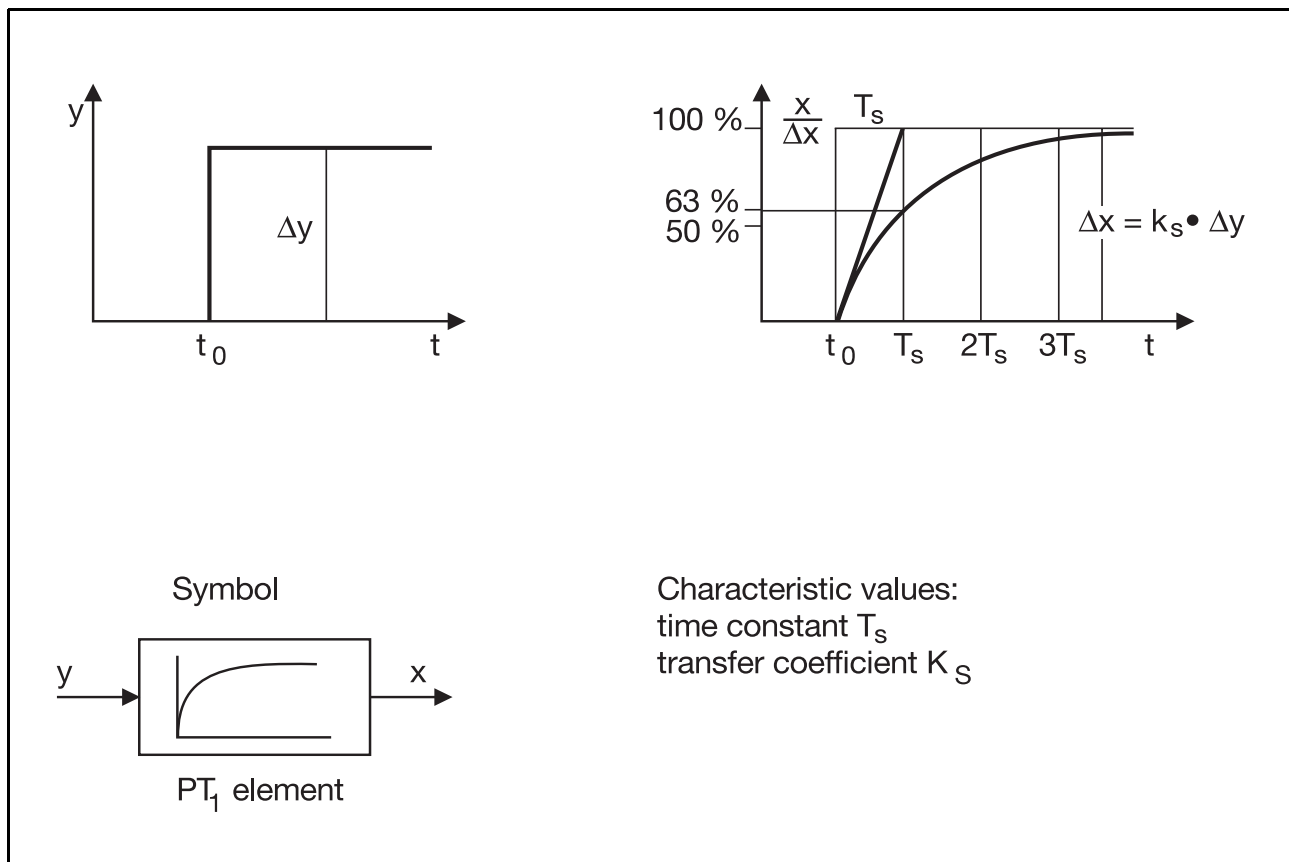 y
Δy
t₀ t
100 %
x
Δx
Tₛ
63 %
50 %
Δx = kₛ • Δy
t₀ Tₛ 2Tₛ 3Tₛ t
Symbol
y
x
PT₁ element
Characteristic values:
time constant Tₛ
transfer coefficient K S